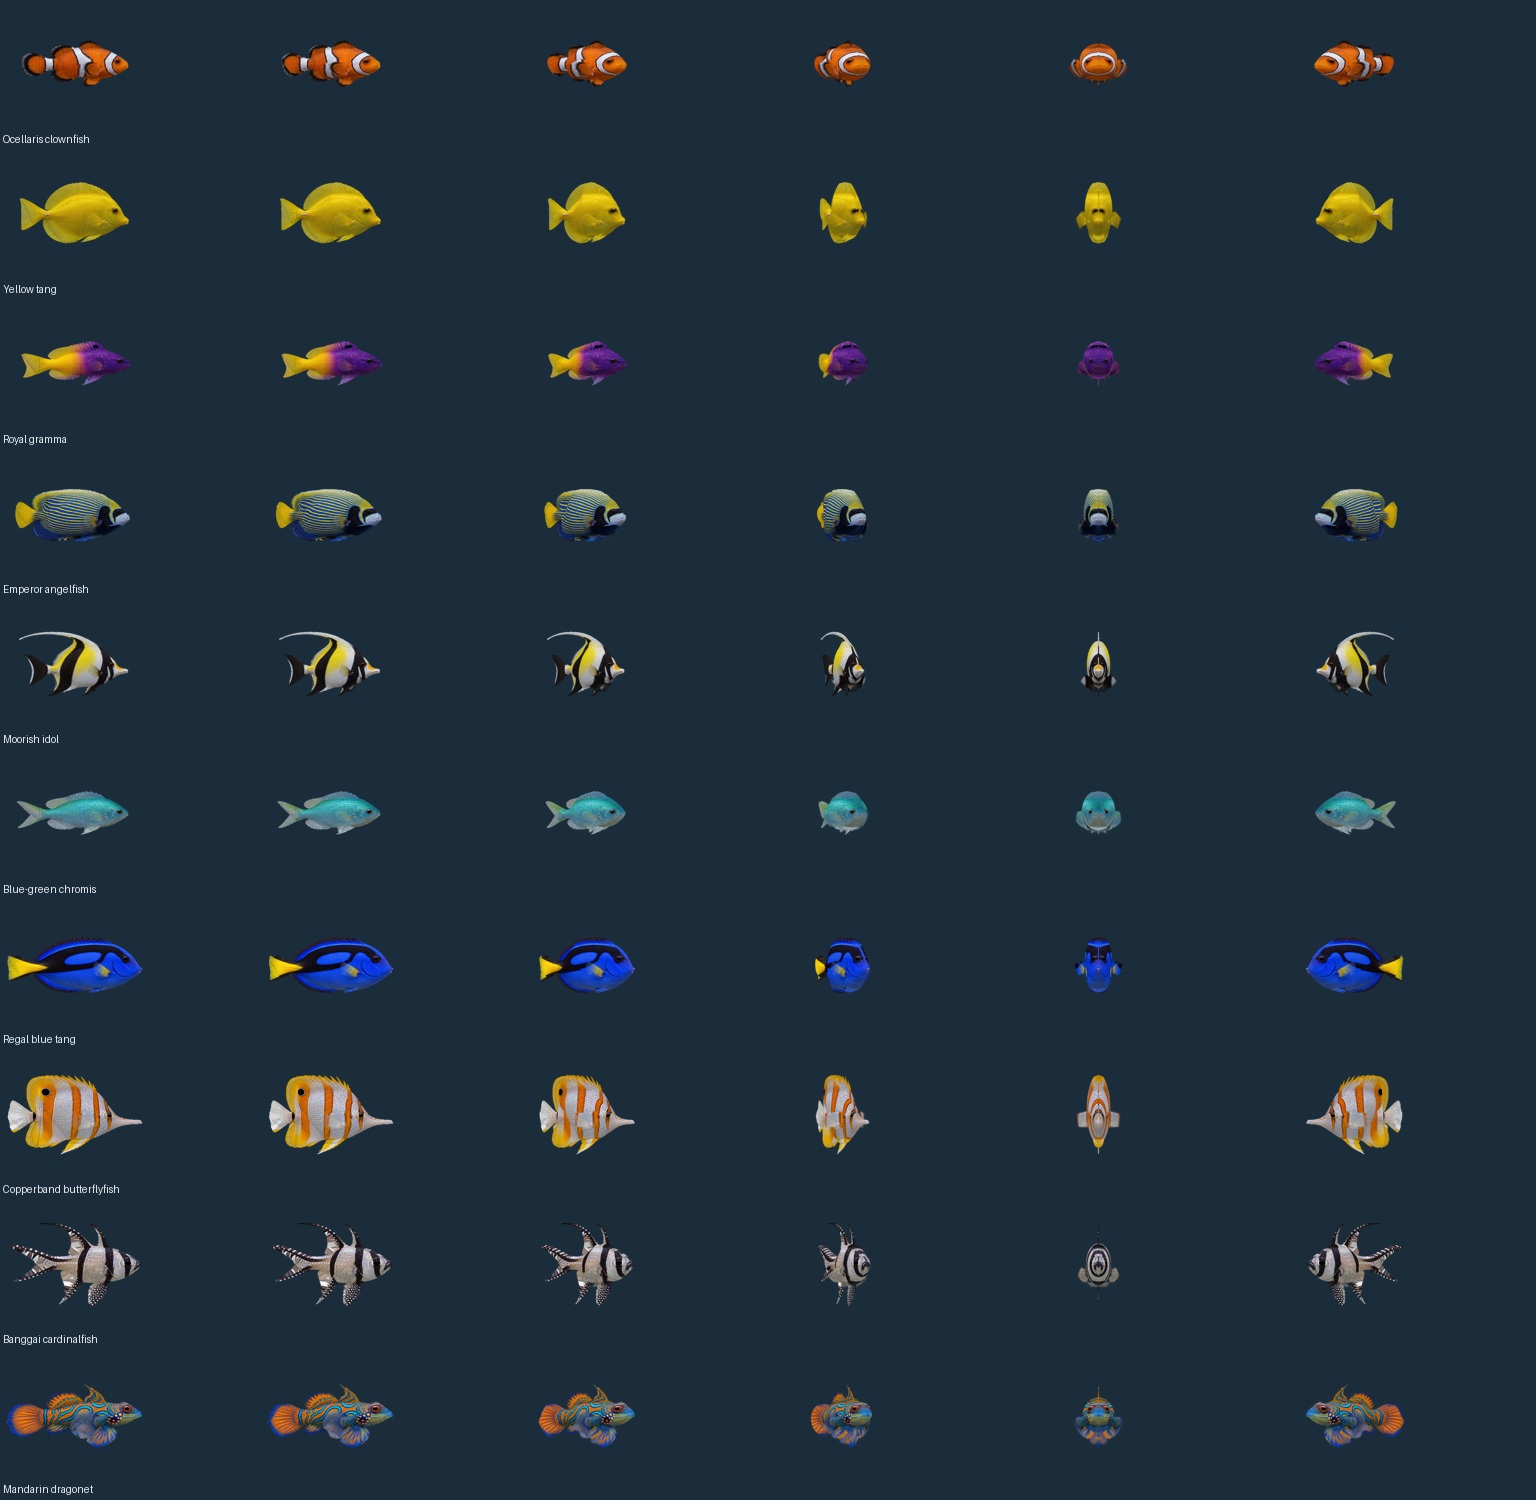 Ocellaris clownfish
Yellow tang
Royal gramma
Emperor angelfish
Moorish idol
Blue-green chromis
Regal blue tang
Copperband butterflyfish
Banggai cardinalfish
Mandarin dragonet